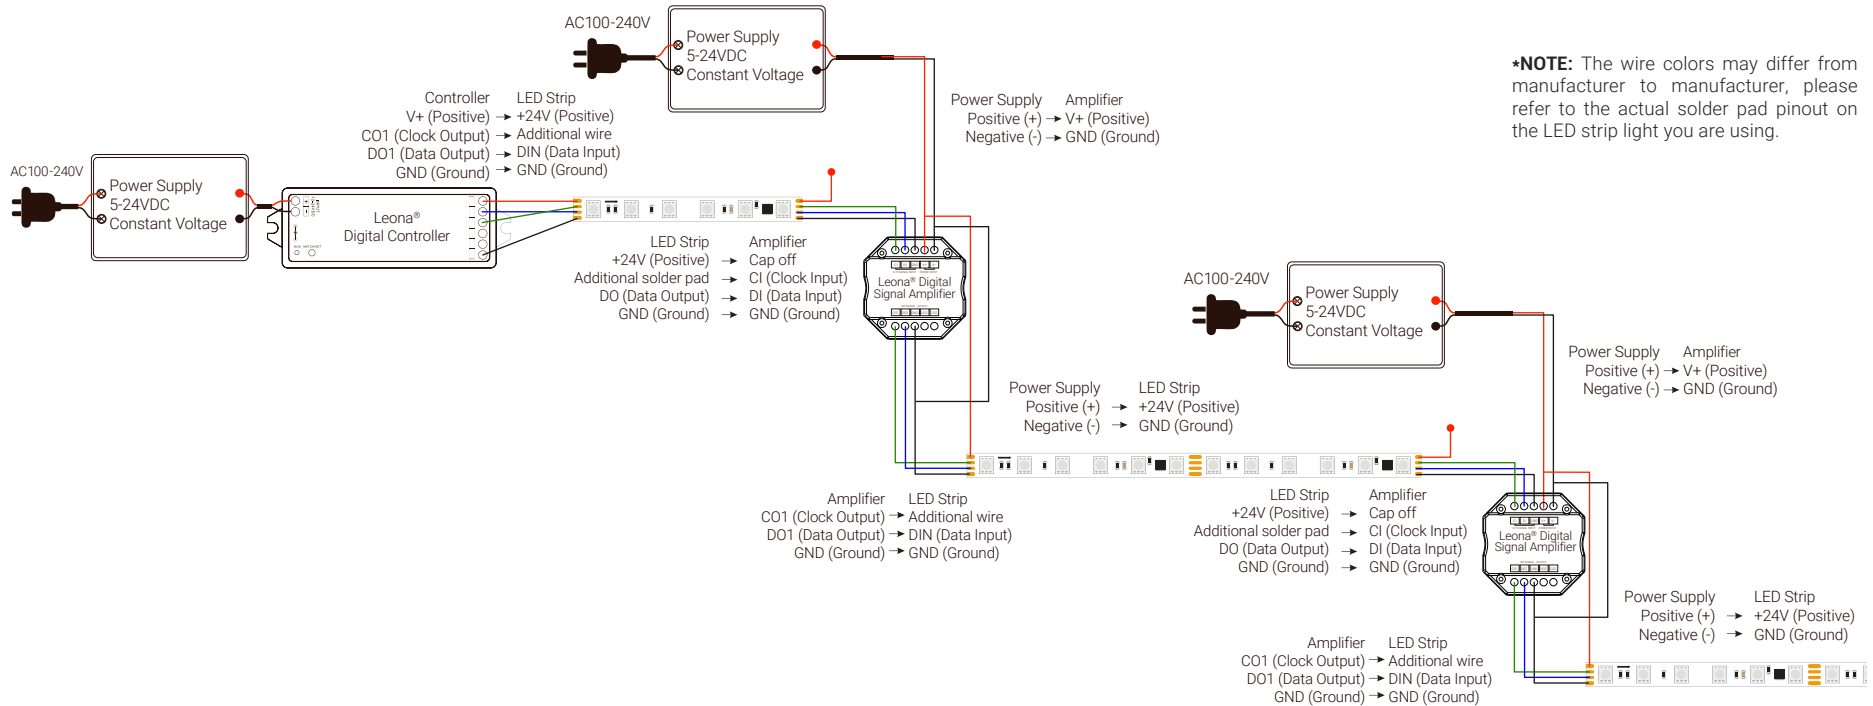 AC100-240V
Power Supply
5-24VDC
Constant Voltage
*NOTE: The wire colors may differ from
manufacturer to manufacturer, please
refer to the actual solder pad pinout on
the LED strip light you are using.
Controller LED Strip
V+ (Positive) → +24V (Positive)
CO1 (Clock Output) → Additional wire
DO1 (Data Output) → DIN (Data Input)
GND (Ground) → GND (Ground)
Power Supply Amplifier
Positive (+) → V+ (Positive)
Negative (-) → GND (Ground)
AC100-240V
Power Supply
5-24VDC
Constant Voltage
Leona®
Digital Controller
LED Strip Amplifier
+24V (Positive) → Cap off
Additional solder pad → CI (Clock Input)
DO (Data Output) → DI (Data Input)
GND (Ground) → GND (Ground)
Leona® Digital
Signal Amplifier
AC100-240V
Power Supply
5-24VDC
Constant Voltage
Power Supply Amplifier
Positive (+) → V+ (Positive)
Negative (-) → GND (Ground)
Power Supply LED Strip
Positive (+) → +24V (Positive)
Negative (-) → GND (Ground)
Amplifier LED Strip
CO1 (Clock Output) → Additional wire
DO1 (Data Output) → DIN (Data Input)
GND (Ground) → GND (Ground)
LED Strip Amplifier
+24V (Positive) → Cap off
Additional solder pad → CI (Clock Input)
DO (Data Output) → DI (Data Input)
GND (Ground) → GND (Ground)
Leona® Digital
Signal Amplifier
Power Supply LED Strip
Positive (+) → +24V (Positive)
Negative (-) → GND (Ground)
Amplifier LED Strip
CO1 (Clock Output) → Additional wire
DO1 (Data Output) → DIN (Data Input)
GND (Ground) → GND (Ground)